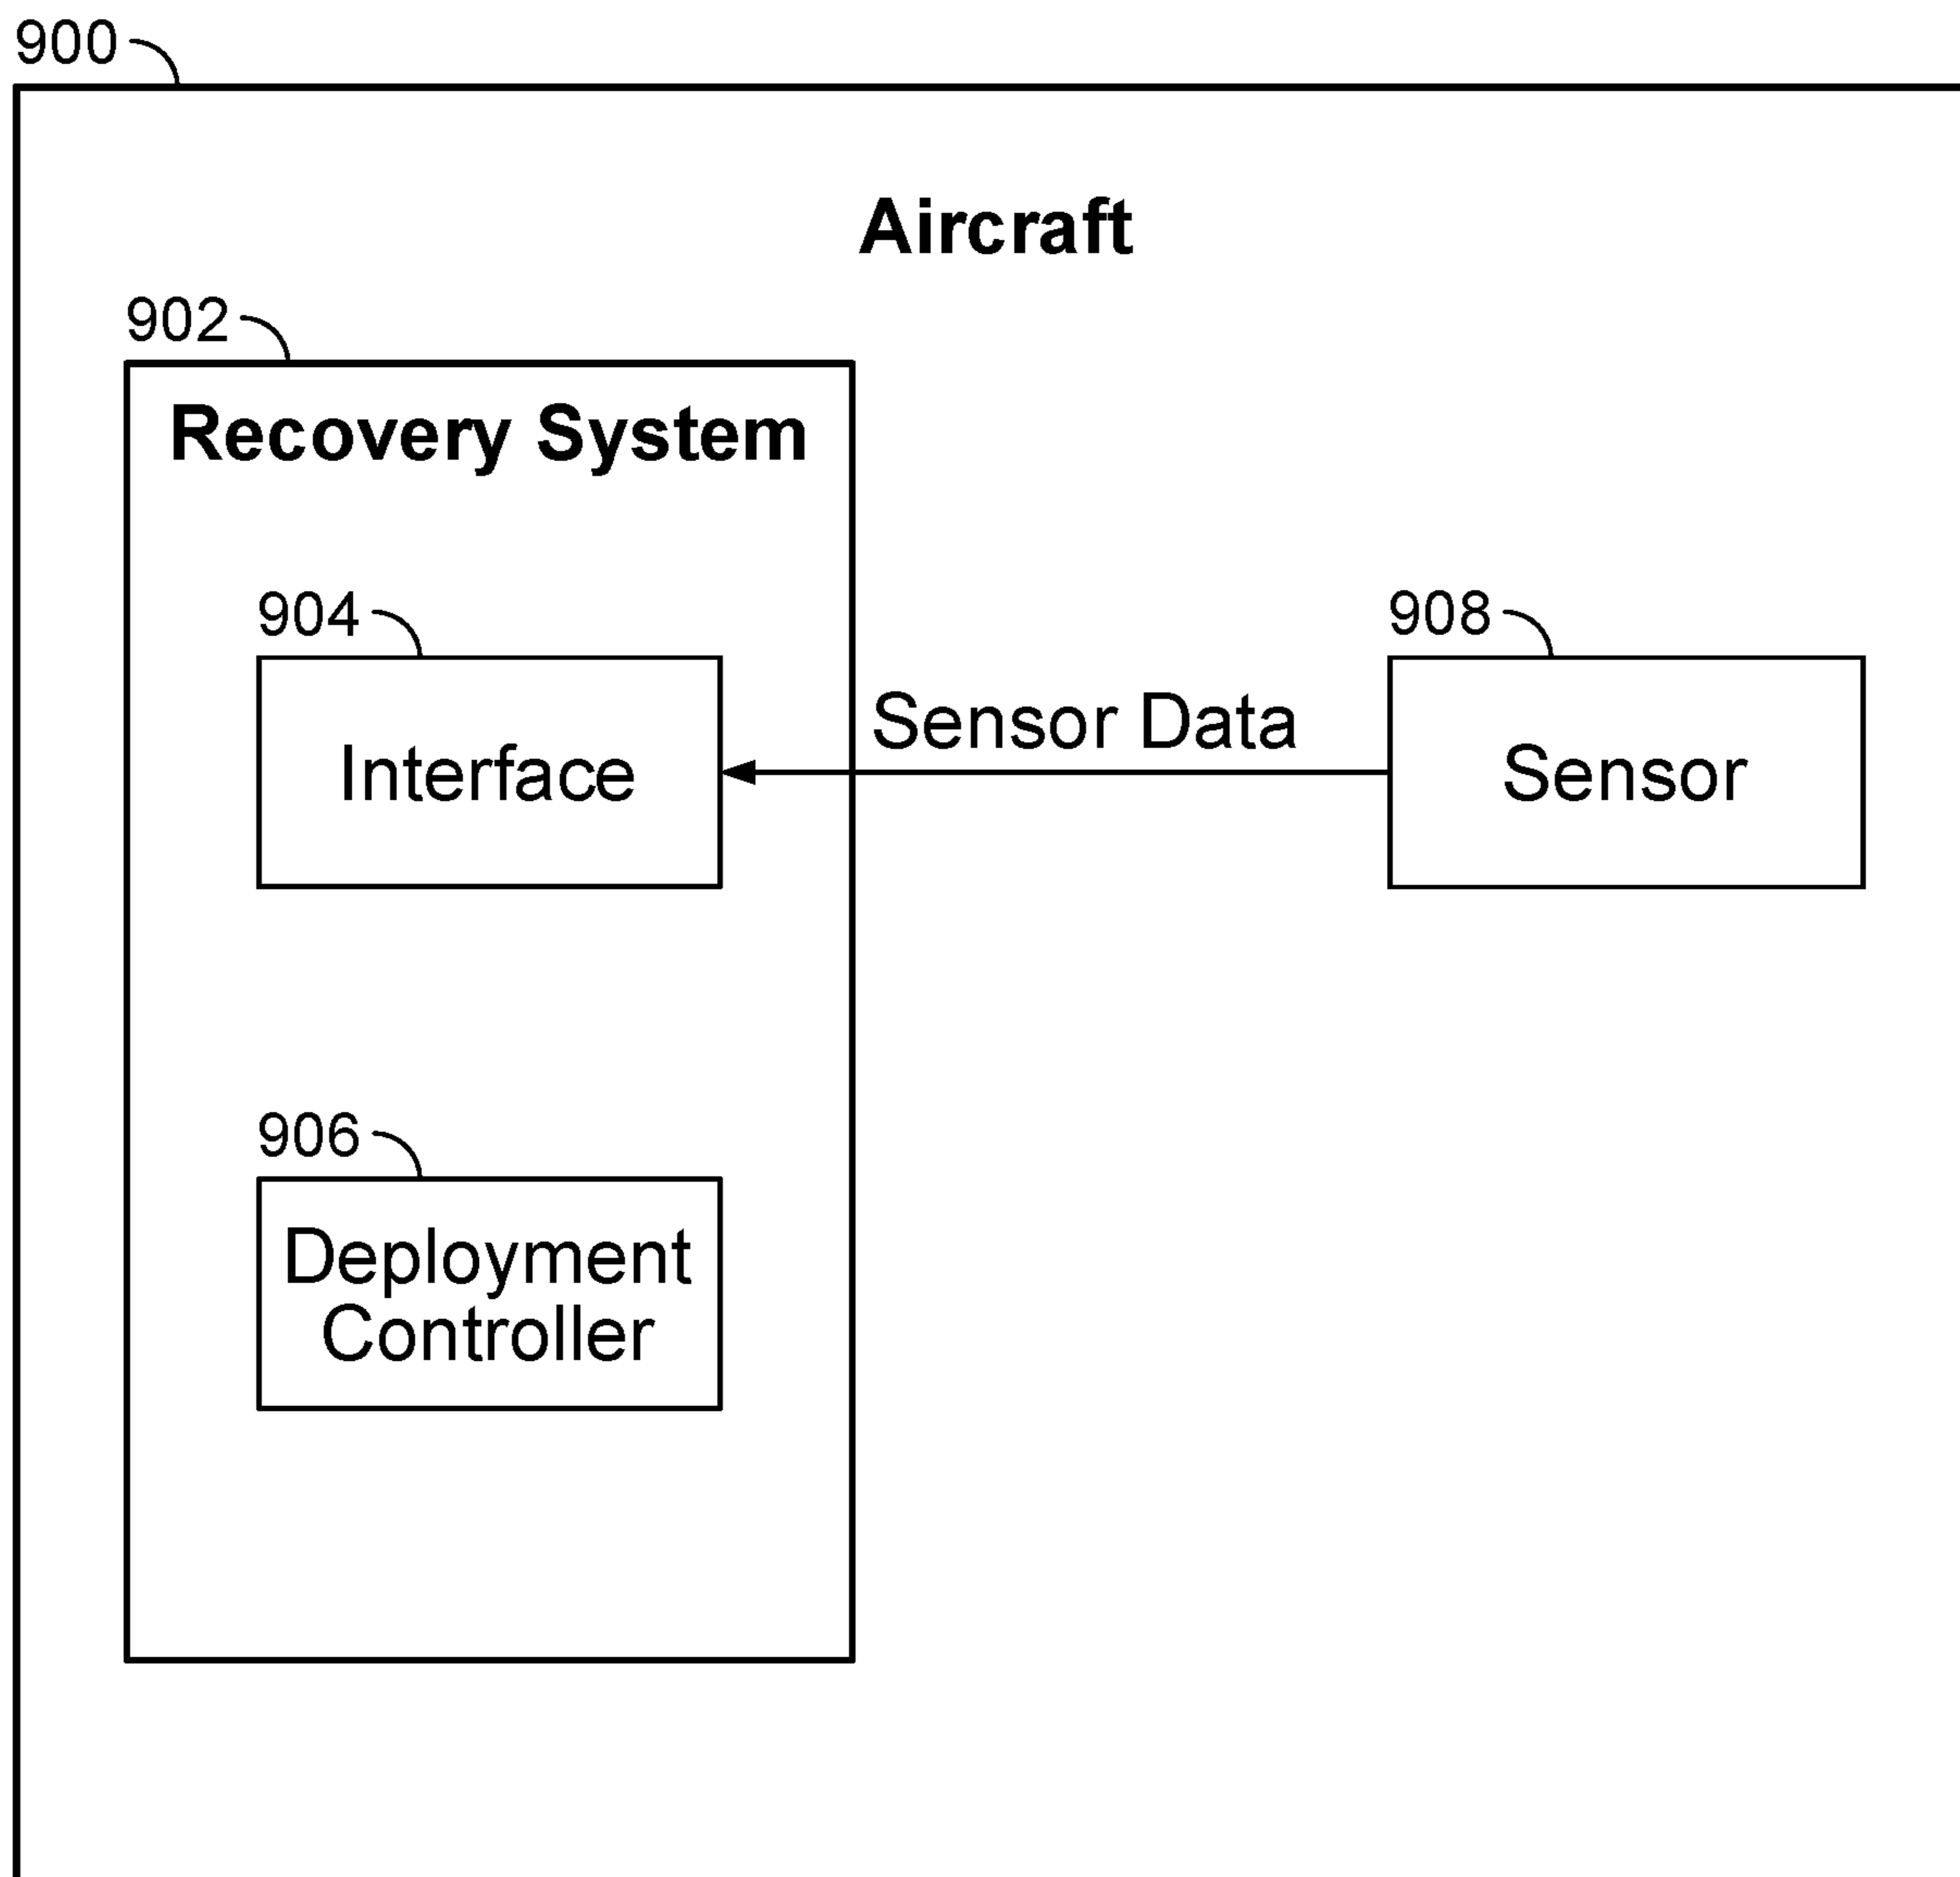 900
Aircraft
902
Recovery System
904
908
Interface
Sensor Data
Sensor
906
Deployment
Controller